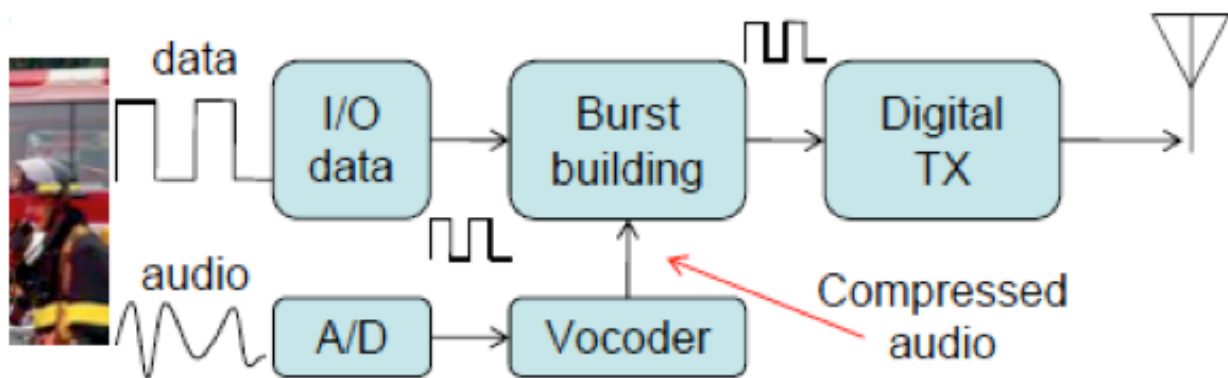 data
I/O
data
Burst
building
Digital
TX
audio
A/D
Vocoder
Compressed
audio